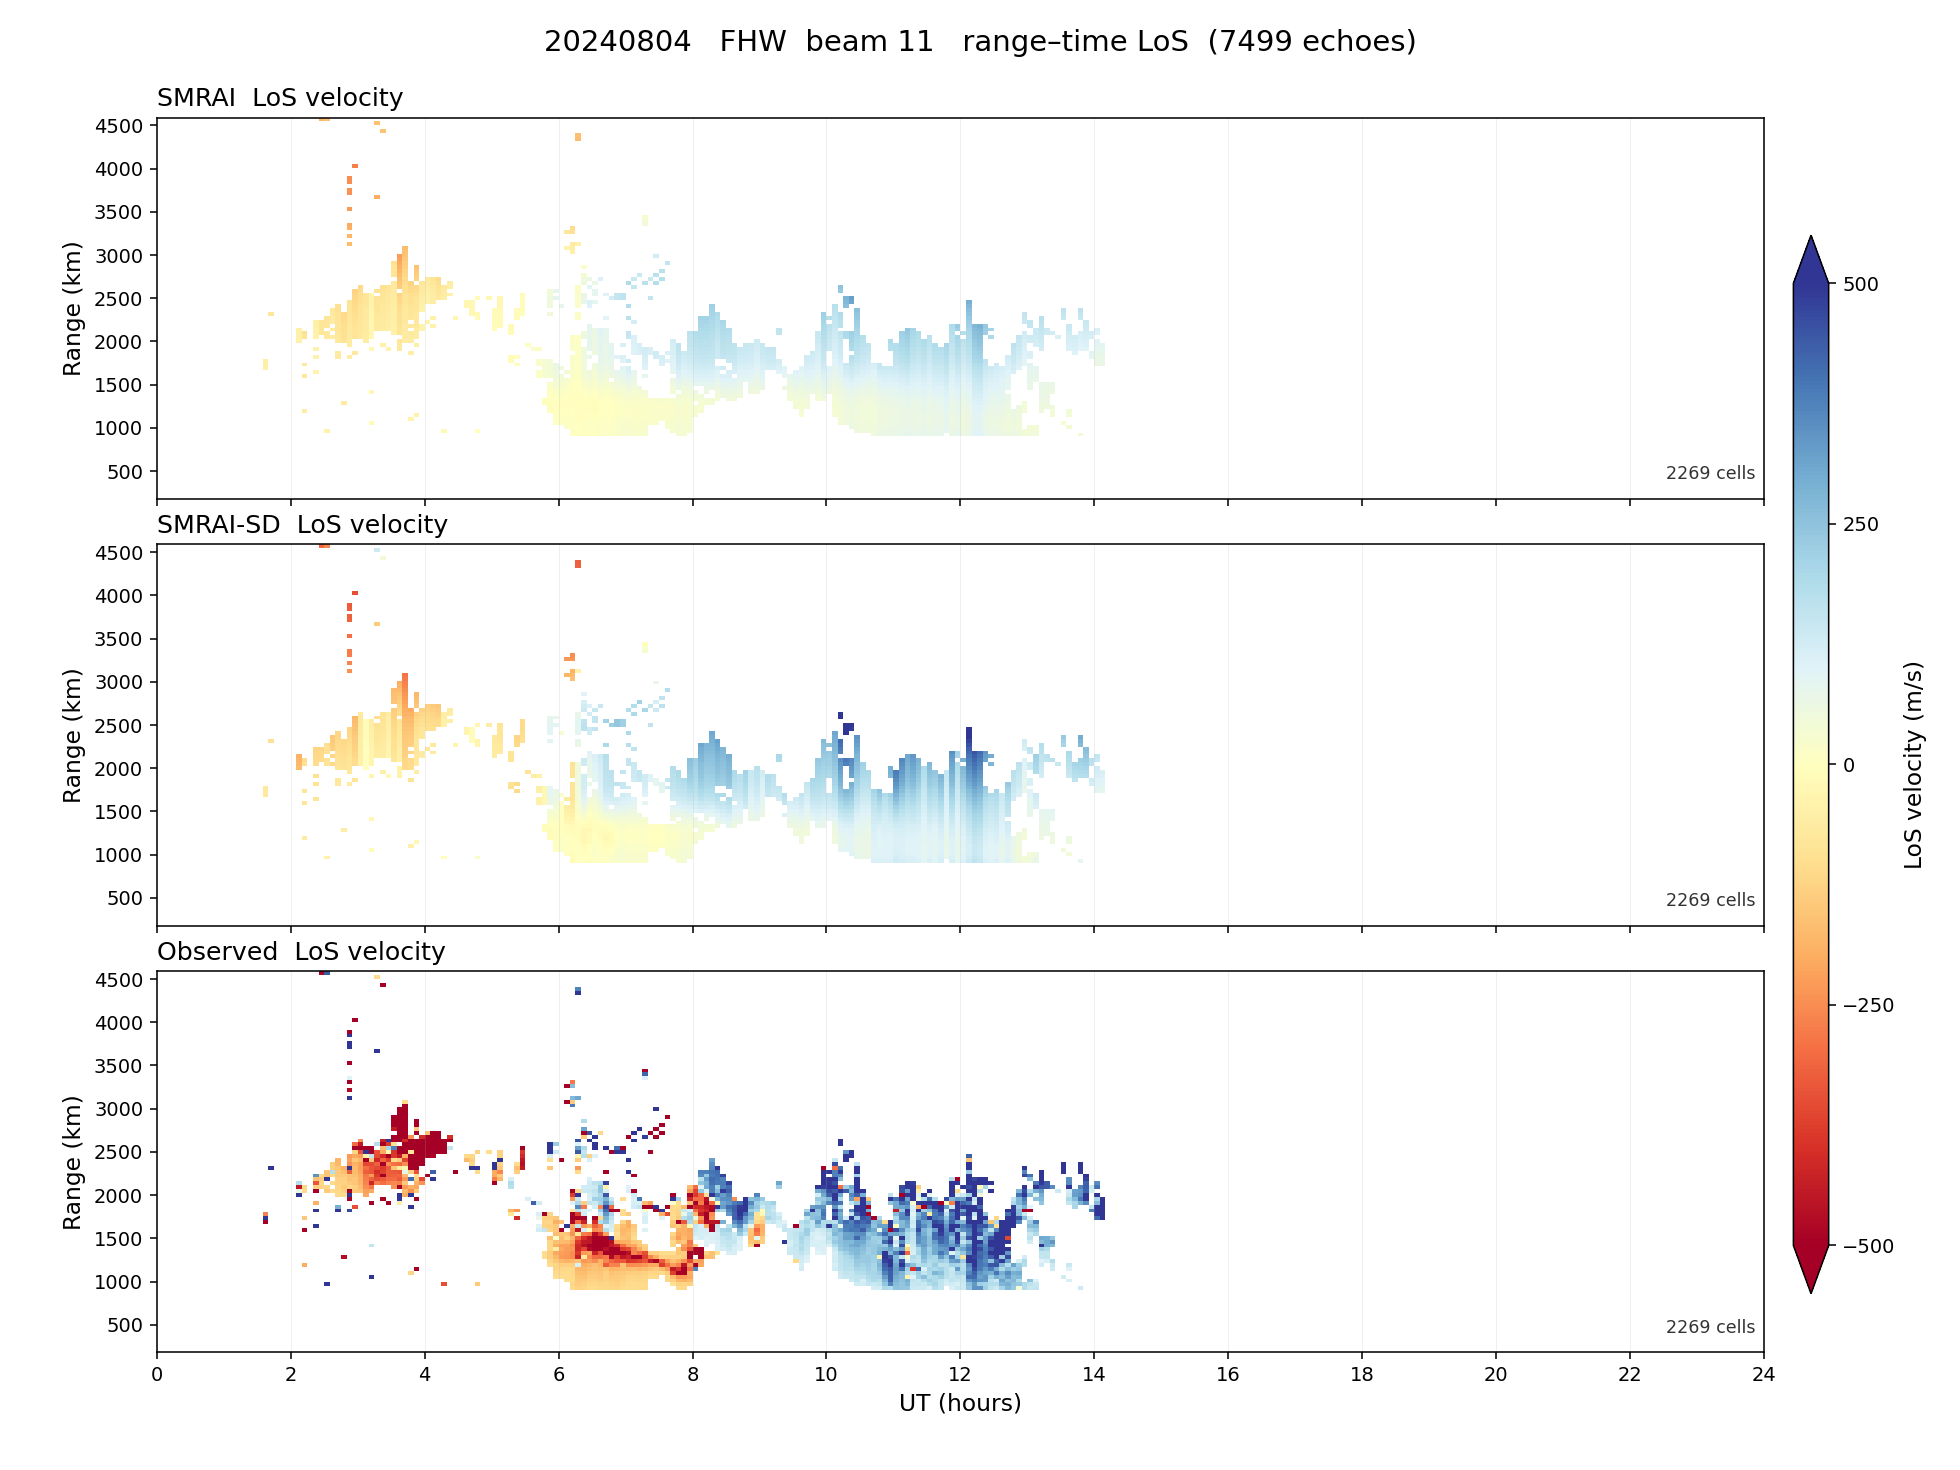 20240804   FHW  beam 11   range–time LoS  (7499 echoes)
SMRAI  LoS velocity
4500
4000
3500
3000
2500
2000
1500
1000
500
Range (km)
2269 cells
SMRAI-SD  LoS velocity
4500
4000
3500
3000
2500
2000
1500
1000
500
Range (km)
2269 cells
Observed  LoS velocity
4500
4000
3500
3000
2500
2000
1500
1000
500
Range (km)
2269 cells
0 2 4 6 8 10 12 14 16 18 20 22 24
UT (hours)
500
250
0
−250
−500
LoS velocity (m/s)